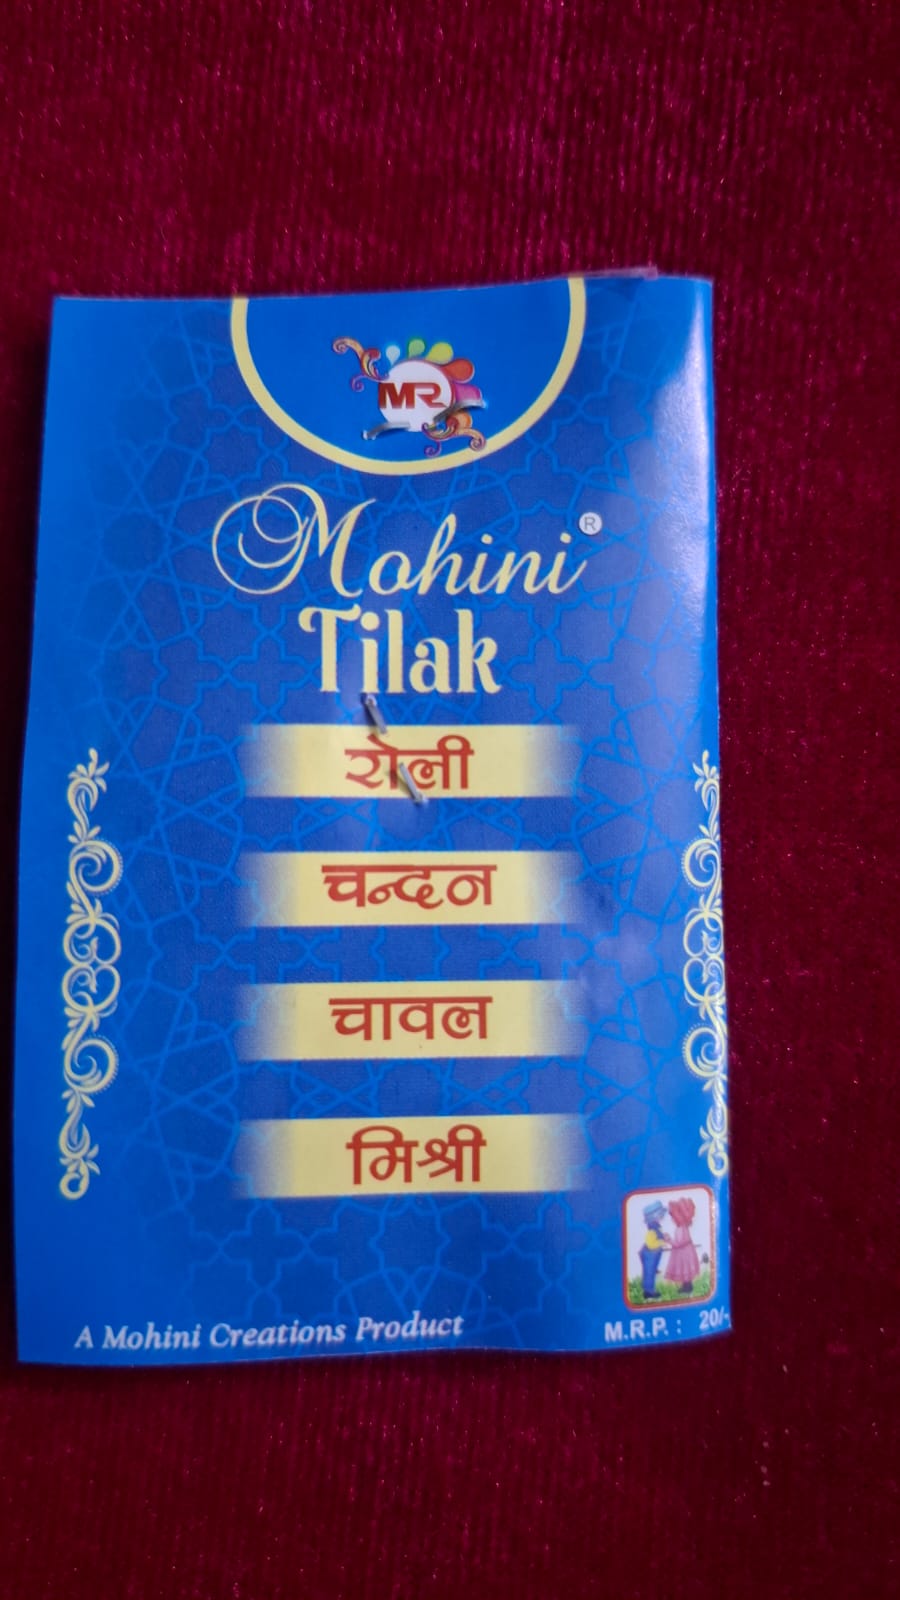 MR
Mohini®
Tilak
रोली
चन्दन
चावल
मिश्री
A Mohini Creations Product
M.R.P. : 20/-